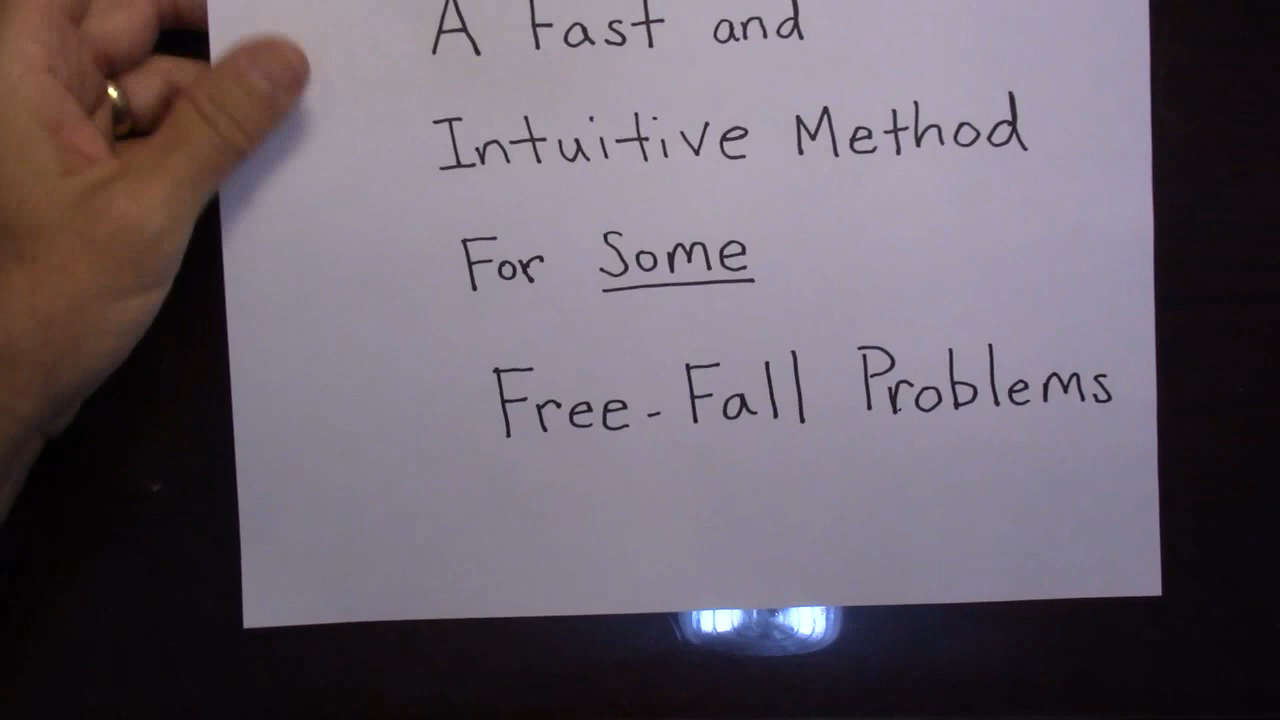 A Fast and
Intuitive Method
For Some
Free-Fall Problems